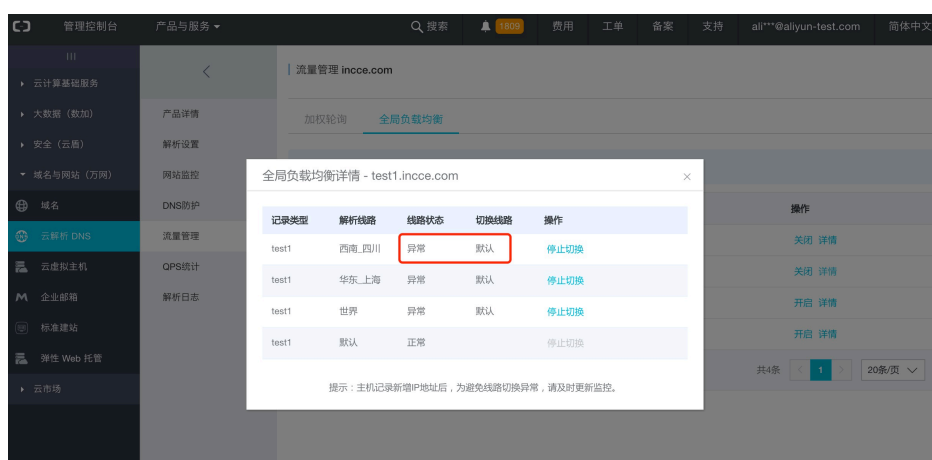 管理控制台 产品与服务 搜索 1809 费用 工单 备案 支持 ali***@aliyun-test.com 简体中文
云计算基础服务
大数据（数加）
安全（云盾）
域名与网站（万网）
域名
云解析 DNS
云虚拟主机
企业邮箱
标准建站
弹性 Web 托管
云市场
产品详情
解析设置
网站监控
DNS防护
流量管理
QPS统计
解析日志
流量管理 incce.com
加权轮询 全局负载均衡
操作
关闭 详情
关闭 详情
开启 详情
开启 详情
共4条 < 1 > 20条/页
全局负载均衡详情 - test1.incce.com ×
记录类型 解析线路 线路状态 切换线路 操作
test1 西南_四川 异常 默认 停止切换
test1 华东_上海 异常 默认 停止切换
test1 世界 异常 默认 停止切换
test1 默认 正常 停止切换
提示：主机记录新增IP地址后，为避免线路切换异常，请及时更新监控。